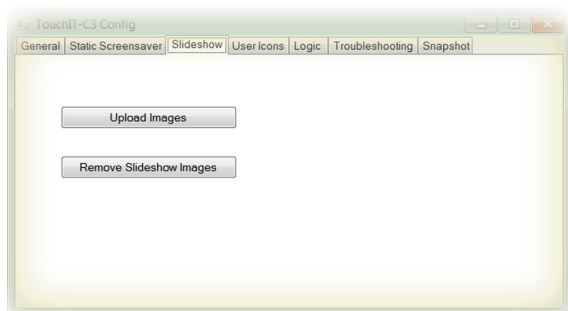 TouchIT-C3 Config
General Static Screensaver Slideshow User Icons Logic Troubleshooting Snapshot
Upload Images
Remove Slideshow Images